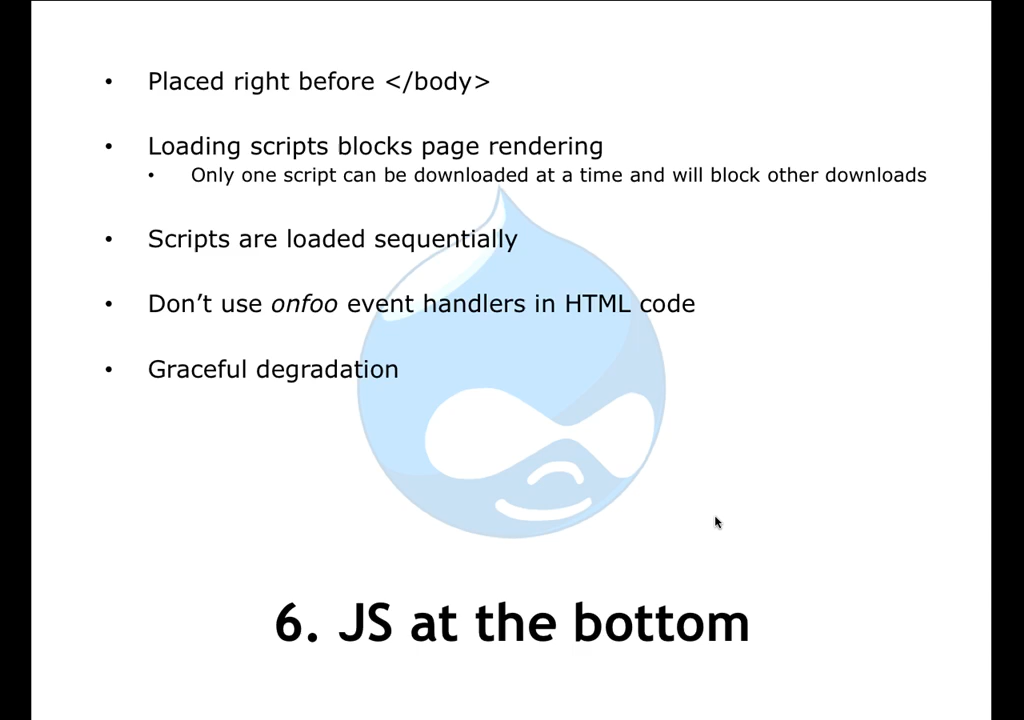 • Placed right before </body>
• Loading scripts blocks page rendering
• Only one script can be downloaded at a time and will block other downloads
• Scripts are loaded sequentially
• Don’t use onfoo event handlers in HTML code
• Graceful degradation
6. JS at the bottom